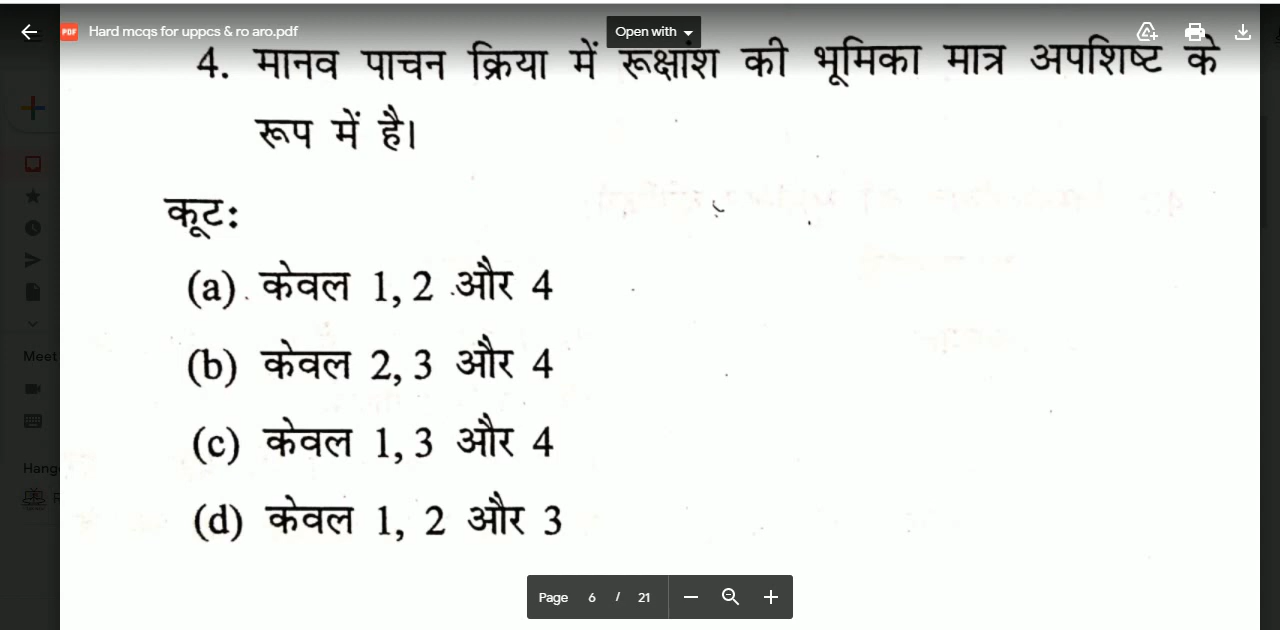 Hard mcqs for uppcs & ro aro.pdf
Open with
4. मानव पाचन क्रिया में रूक्षांश की भूमिका मात्र अपशिष्ट के
रूप में है।
कूट:
(a) केवल 1, 2 और 4
(b) केवल 2, 3 और 4
(c) केवल 1, 3 और 4
(d) केवल 1, 2 और 3
Meet
Hang
Page 6 / 21